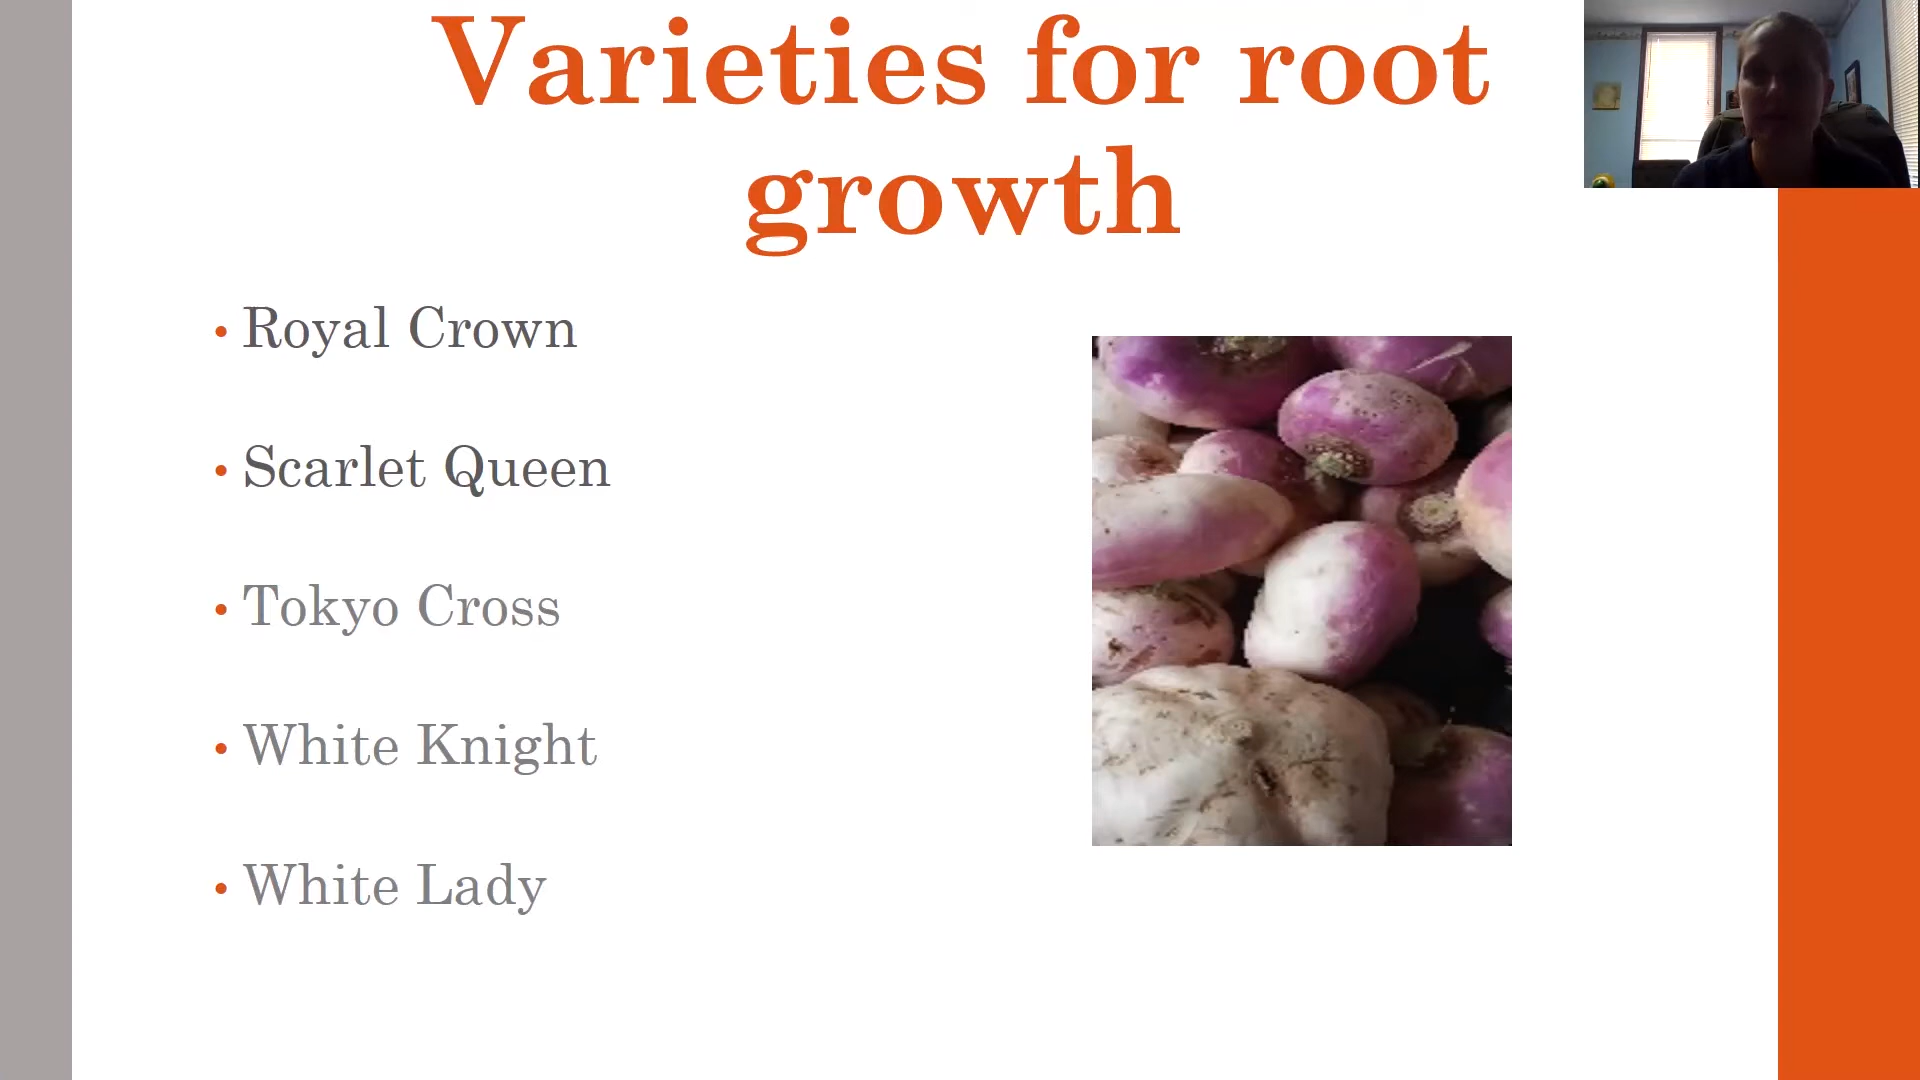 Varieties for root
growth
• Royal Crown
• Scarlet Queen
• Tokyo Cross
• White Knight
• White Lady